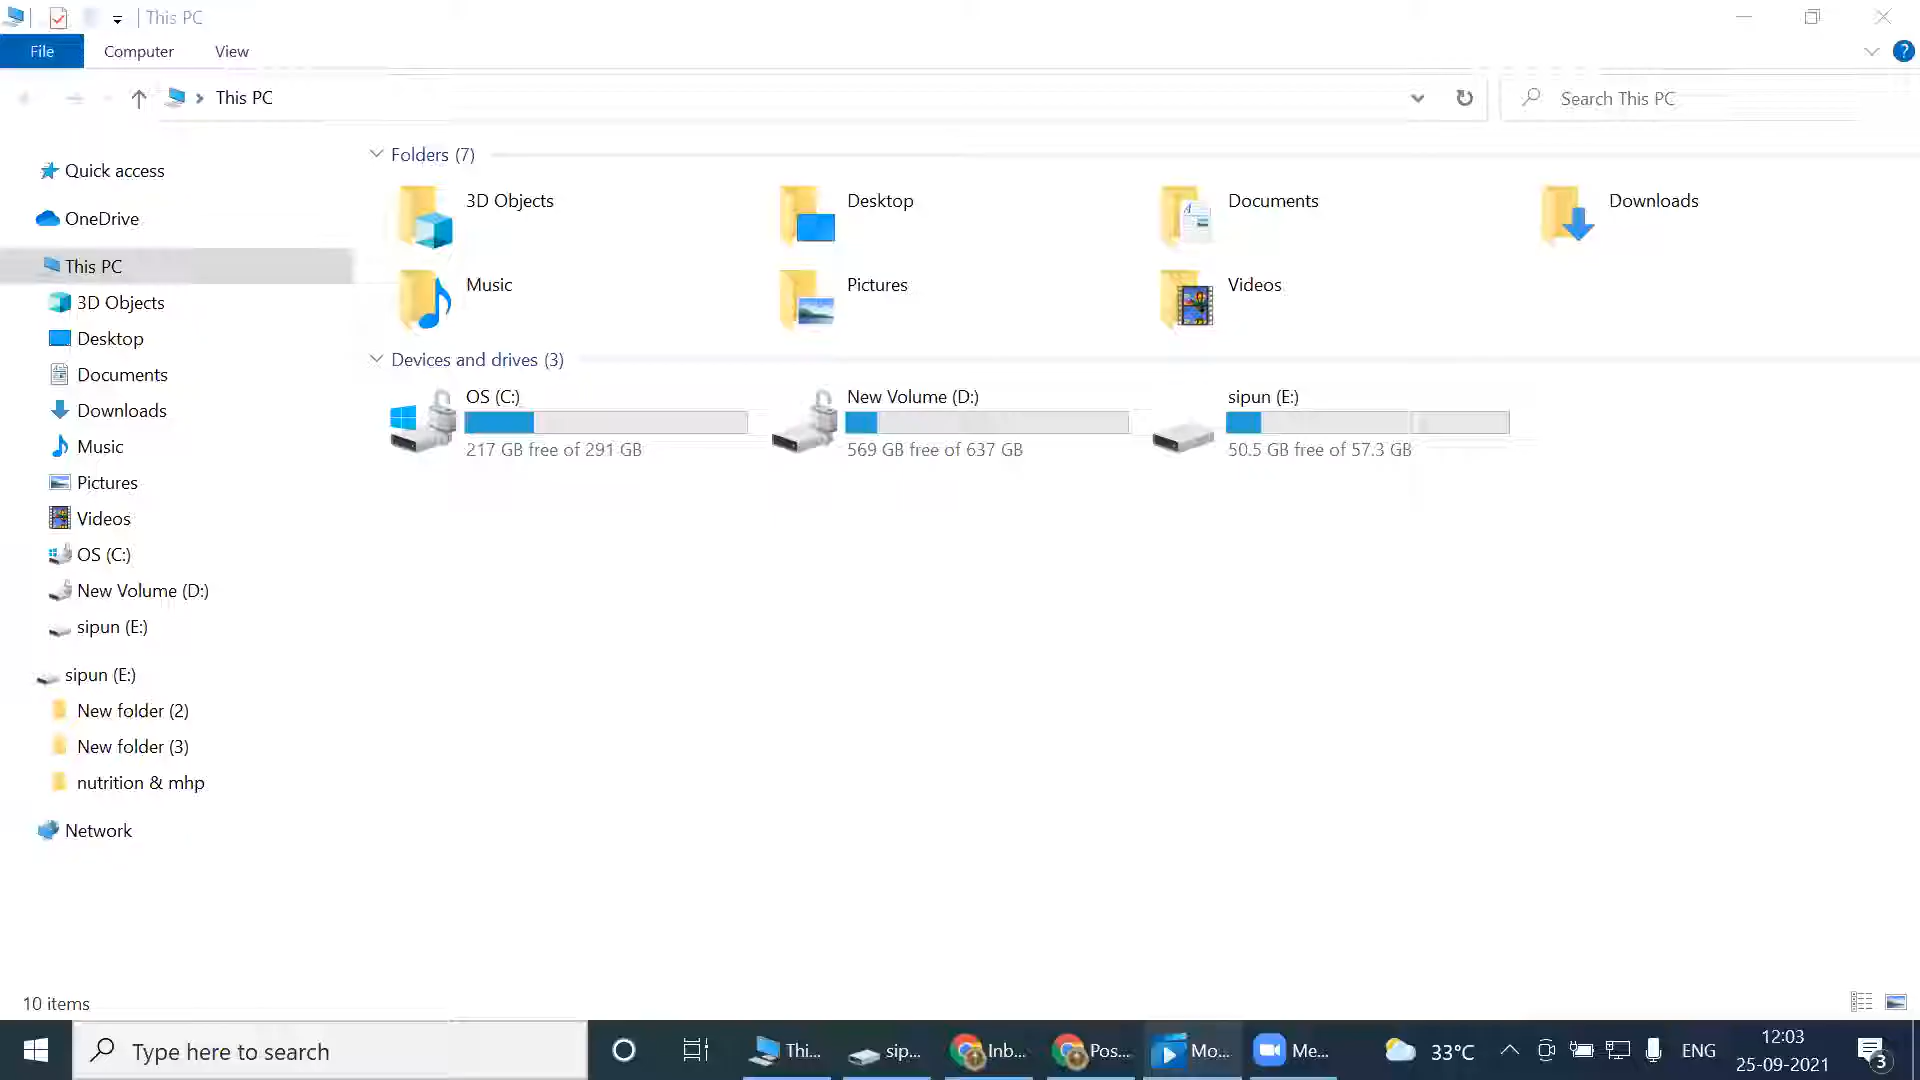 This PC
File Computer View
This PC
Search This PC
Quick access
OneDrive
This PC
3D Objects
Desktop
Documents
Downloads
Music
Pictures
Videos
OS (C:)
New Volume (D:)
sipun (E:)
sipun (E:)
New folder (2)
New folder (3)
nutrition & mhp
Network
Folders (7)
3D Objects
Desktop
Documents
Downloads
Music
Pictures
Videos
Devices and drives (3)
OS (C:)
217 GB free of 291 GB
New Volume (D:)
569 GB free of 637 GB
sipun (E:)
50.5 GB free of 57.3 GB
10 items
Type here to search
Thi...
sip...
Inb...
Pos...
Mo...
Me...
33°C
ENG
12:03
25-09-2021
3